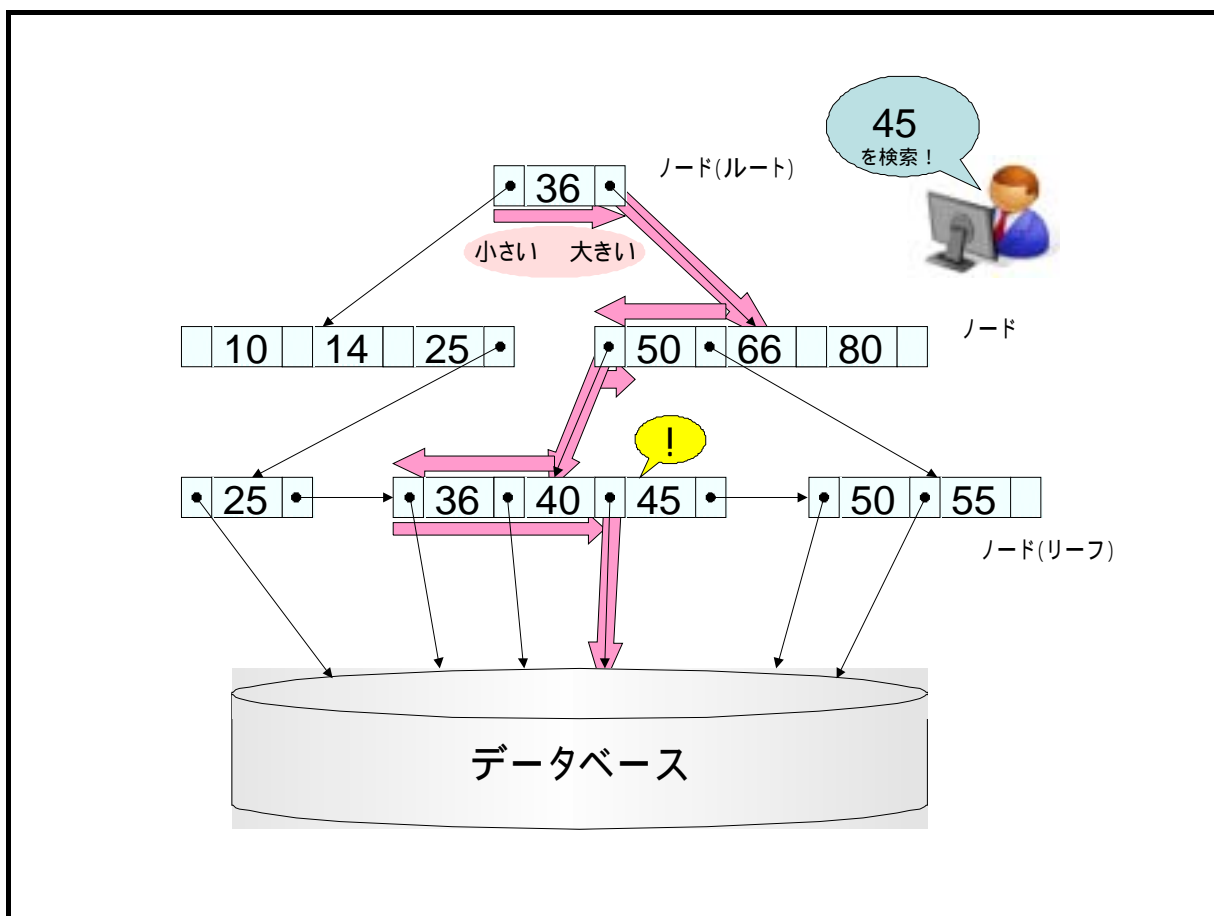 45
を検索！
36
ノード(ルート)
小さい 大きい
10 14 25
50 66 80
ノード
!
25
36 40 45
50 55
ノード(リーフ)
データベース